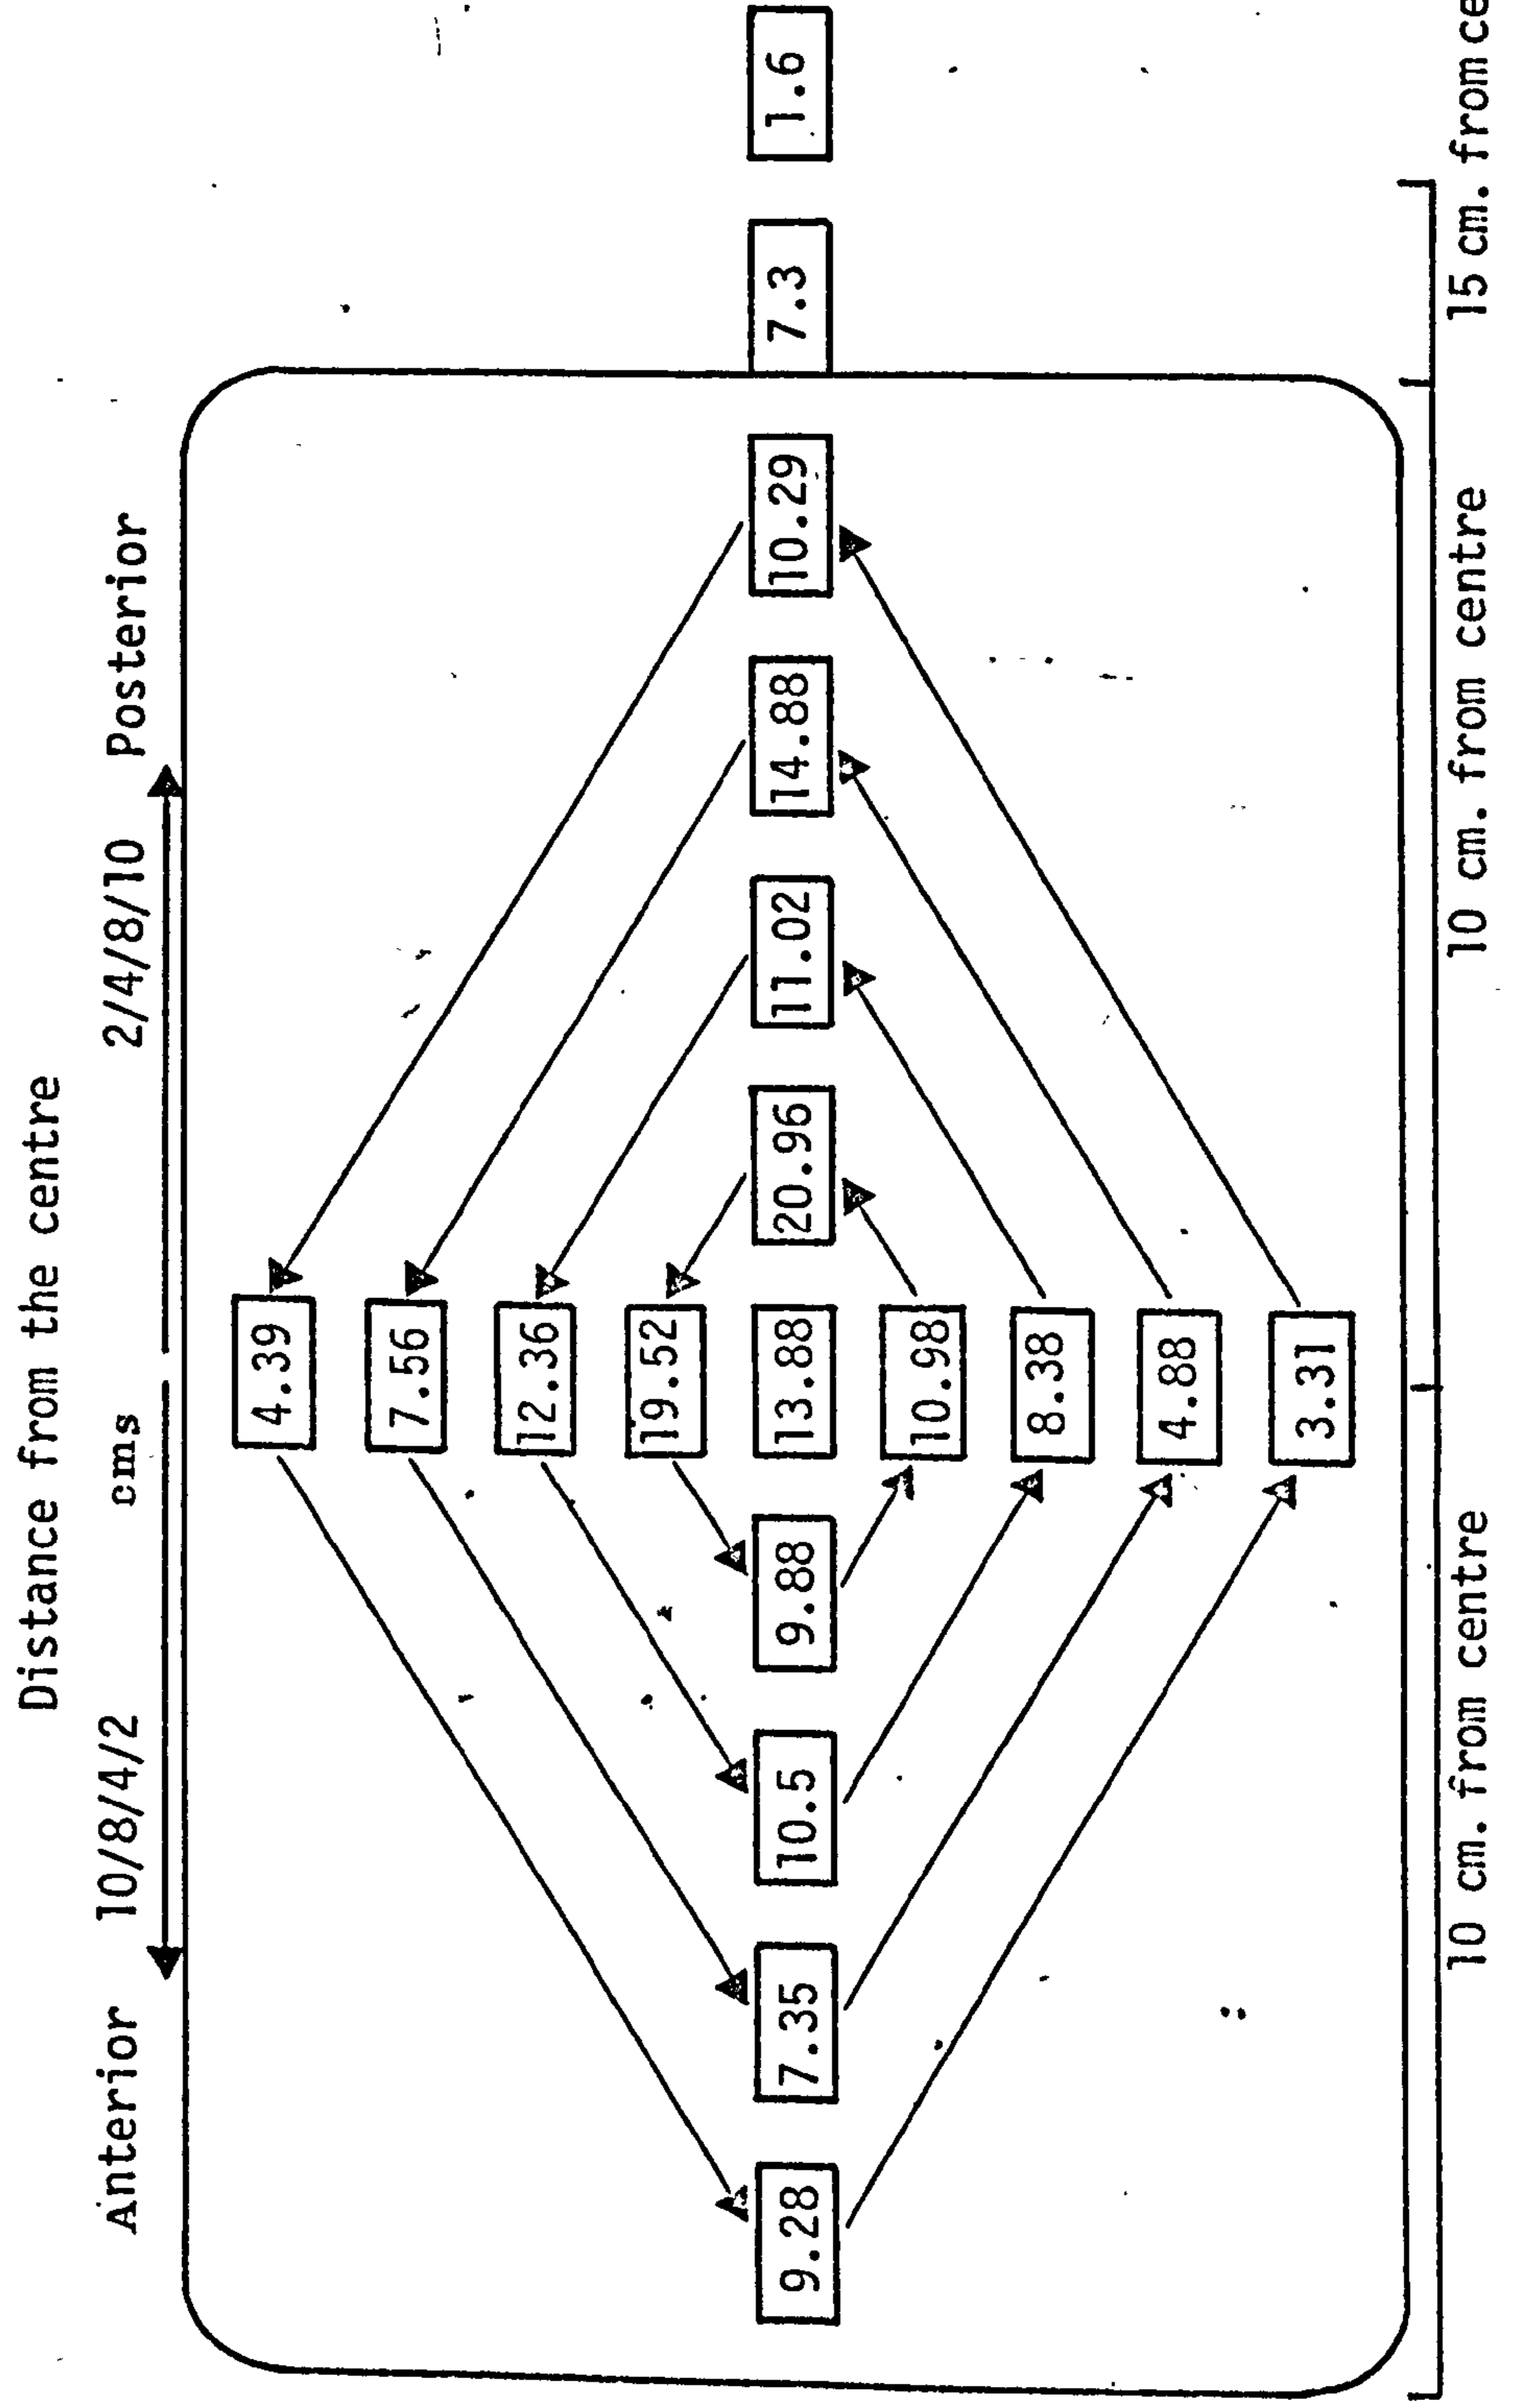 Distance from the centre
Anterior 10/8/4/2 cms 2/4/8/10 Posterior
4.39
7.56
12.36
19.52
9.28 7.35 10.5 9.88 13.88 20.96 11.02 14.88 10.29 7.3 1.6
10.98
8.38
4.88
3.31
10 cm. from centre 10 cm. from centre 15 cm. from ce